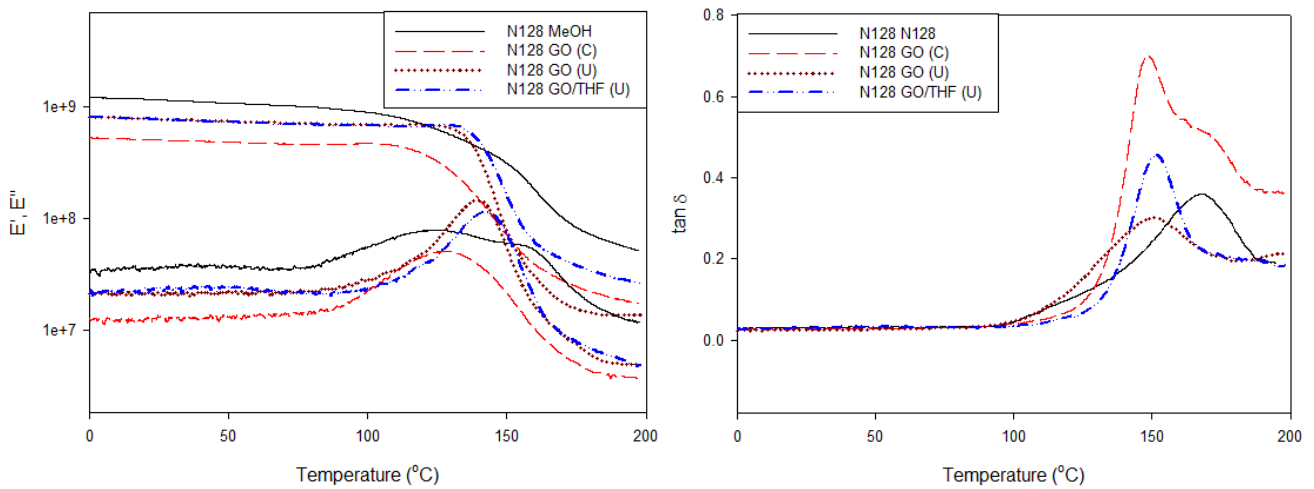 N128 MeOH
N128 GO (C)
N128 GO (U)
N128 GO/THF (U)
1e+9
1e+8
1e+7
E', E"
0
50
100
150
200
Temperature (°C)
N128 N128
N128 GO (C)
N128 GO (U)
N128 GO/THF (U)
0.8
0.6
0.4
0.2
0.0
tan δ
0
50
100
150
200
Temperature (°C)